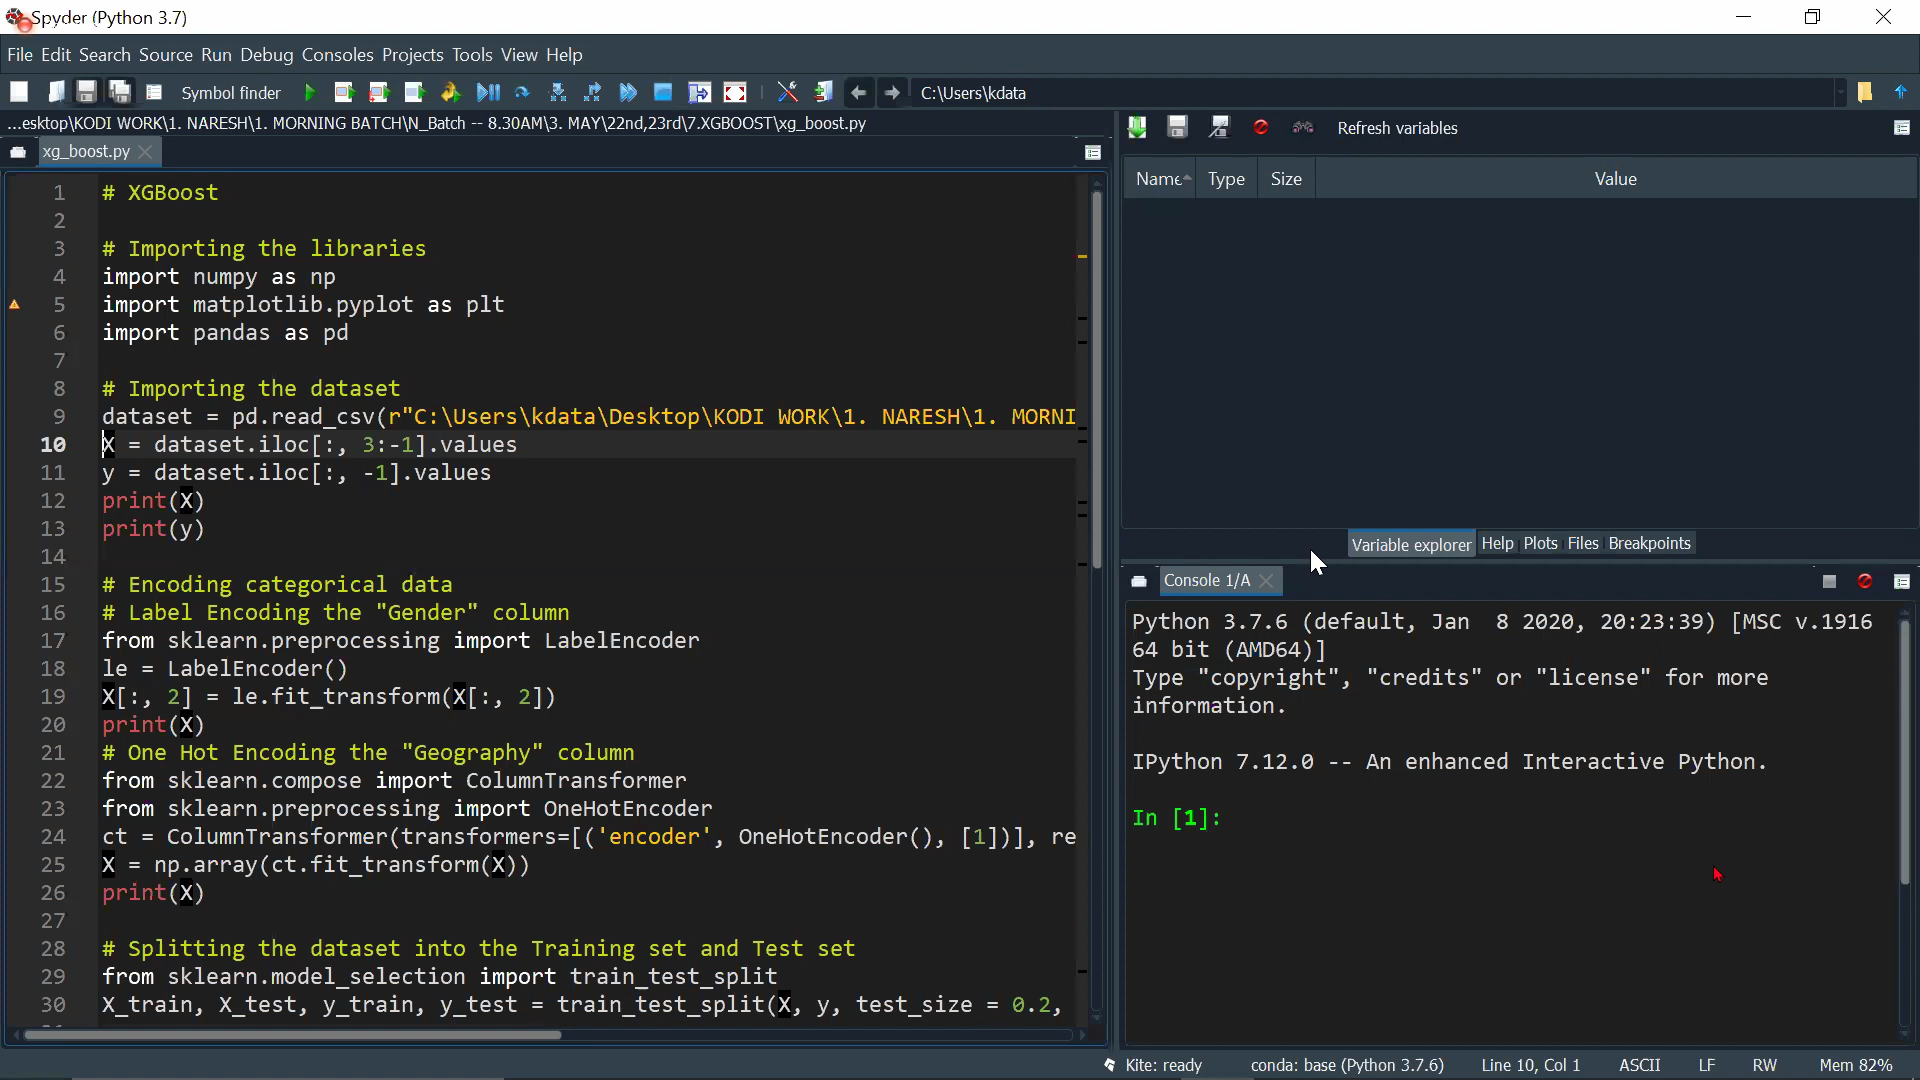 Spyder (Python 3.7)
File Edit Search Source Run Debug Consoles Projects Tools View Help
Symbol finder
C:\Users\kdata
...esktop\KODI WORK\1. NARESH\1. MORNING BATCH\N_Batch -- 8.30AM\3. MAY\22nd,23rd\7.XGBOOST\xg_boost.py
xg_boost.py
1 # XGBoost
2
3 # Importing the libraries
4 import numpy as np
5 import matplotlib.pyplot as plt
6 import pandas as pd
7
8 # Importing the dataset
9 dataset = pd.read_csv(r"C:\Users\kdata\Desktop\KODI WORK\1. NARESH\1. MORNI
10 X = dataset.iloc[:, 3:-1].values
11 y = dataset.iloc[:, -1].values
12 print(X)
13 print(y)
14
15 # Encoding categorical data
16 # Label Encoding the "Gender" column
17 from sklearn.preprocessing import LabelEncoder
18 le = LabelEncoder()
19 X[:, 2] = le.fit_transform(X[:, 2])
20 print(X)
21 # One Hot Encoding the "Geography" column
22 from sklearn.compose import ColumnTransformer
23 from sklearn.preprocessing import OneHotEncoder
24 ct = ColumnTransformer(transformers=[('encoder', OneHotEncoder(), [1])], re
25 X = np.array(ct.fit_transform(X))
26 print(X)
27
28 # Splitting the dataset into the Training set and Test set
29 from sklearn.model_selection import train_test_split
30 X_train, X_test, y_train, y_test = train_test_split(X, y, test_size = 0.2,
Refresh variables
Name Type Size Value
Variable explorer Help Plots Files Breakpoints
Console 1/A
Python 3.7.6 (default, Jan  8 2020, 20:23:39) [MSC v.1916
64 bit (AMD64)]
Type "copyright", "credits" or "license" for more
information.
IPython 7.12.0 -- An enhanced Interactive Python.
In [1]:
Kite: ready conda: base (Python 3.7.6) Line 10, Col 1 ASCII LF RW Mem 82%